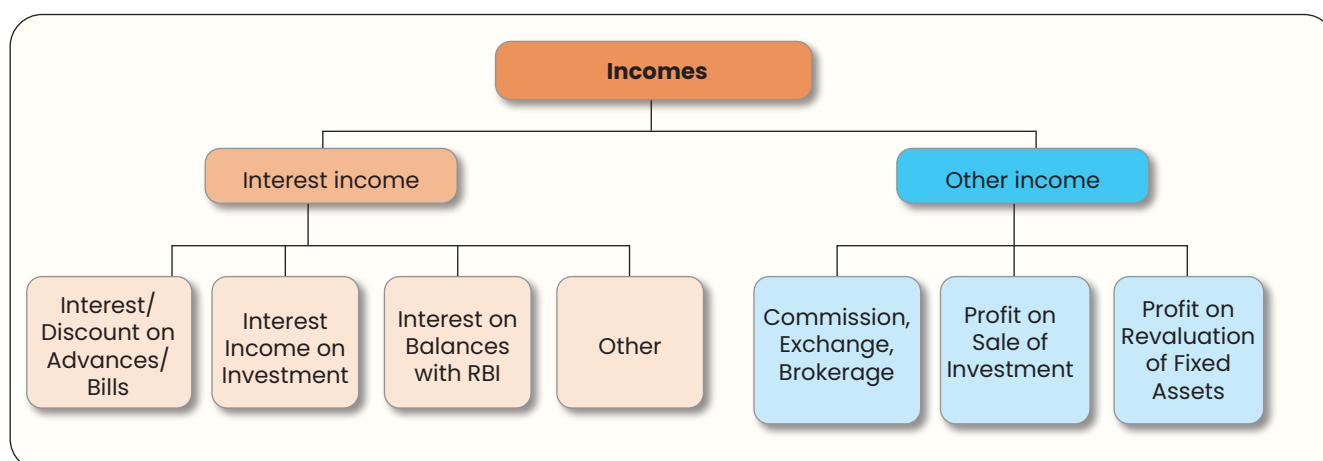 Incomes
Interest income
Other income
Interest/
Discount on
Advances/
Bills
Interest
Income on
Investment
Interest on
Balances
with RBI
Other
Commission,
Exchange,
Brokerage
Profit on
Sale of
Investment
Profit on
Revaluation
of Fixed
Assets